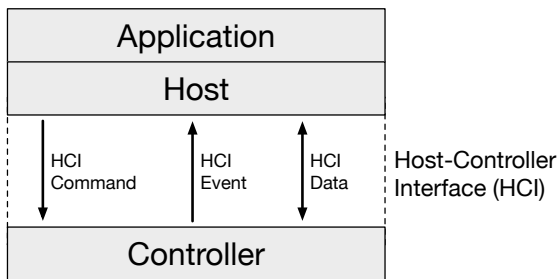 Application
Host
HCI
Command
HCI
Event
HCI
Data
Host-Controller
Interface (HCI)
Controller